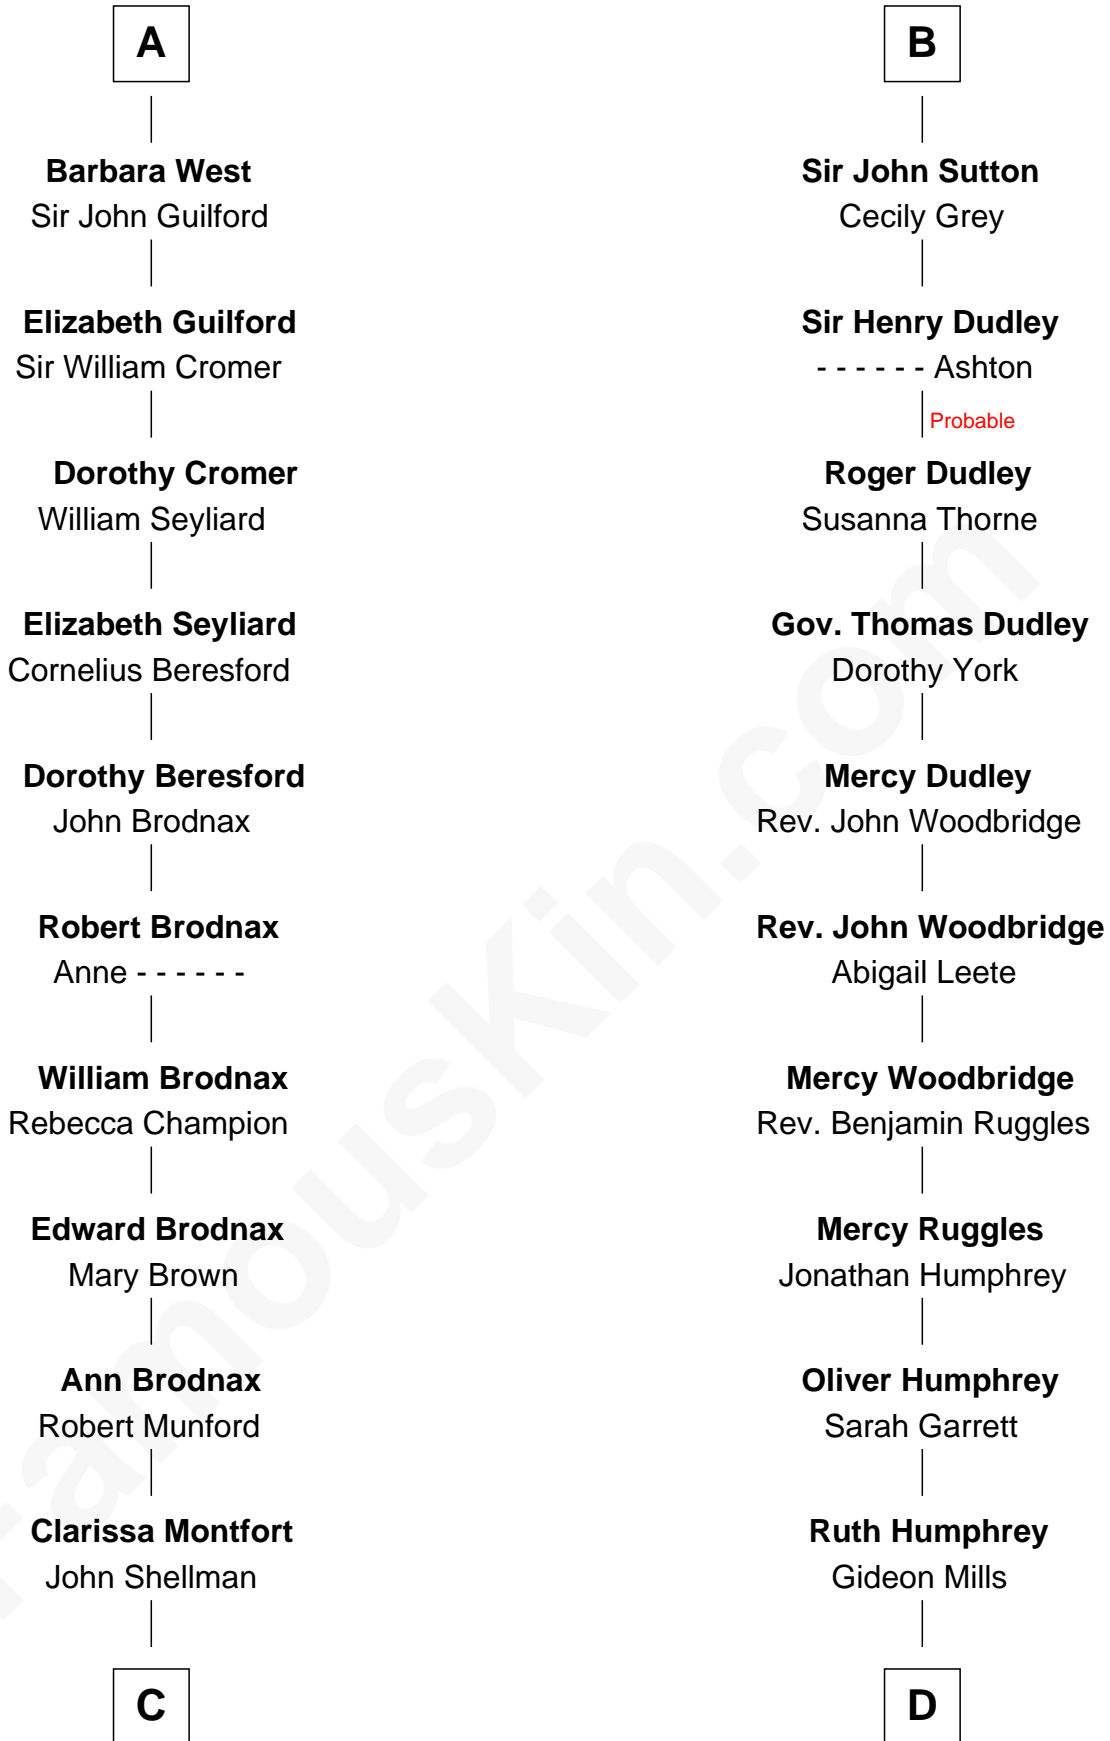 A
Barbara West
Sir John Guilford
Elizabeth Guilford
Sir William Cromer
Dorothy Cromer
William Seyliard
Elizabeth Seyliard
Cornelius Beresford
Dorothy Beresford
John Brodnax
Robert Brodnax
Anne - - - - - -
William Brodnax
Rebecca Champion
Edward Brodnax
Mary Brown
Ann Brodnax
Robert Munford
Clarissa Montfort
John Shellman
C
B
Sir John Sutton
Cecily Grey
Sir Henry Dudley
- - - - - - Ashton
Probable
Roger Dudley
Susanna Thorne
Gov. Thomas Dudley
Dorothy York
Mercy Dudley
Rev. John Woodbridge
Rev. John Woodbridge
Abigail Leete
Mercy Woodbridge
Rev. Benjamin Ruggles
Mercy Ruggles
Jonathan Humphrey
Oliver Humphrey
Sarah Garrett
Ruth Humphrey
Gideon Mills
D
FamousKin.com